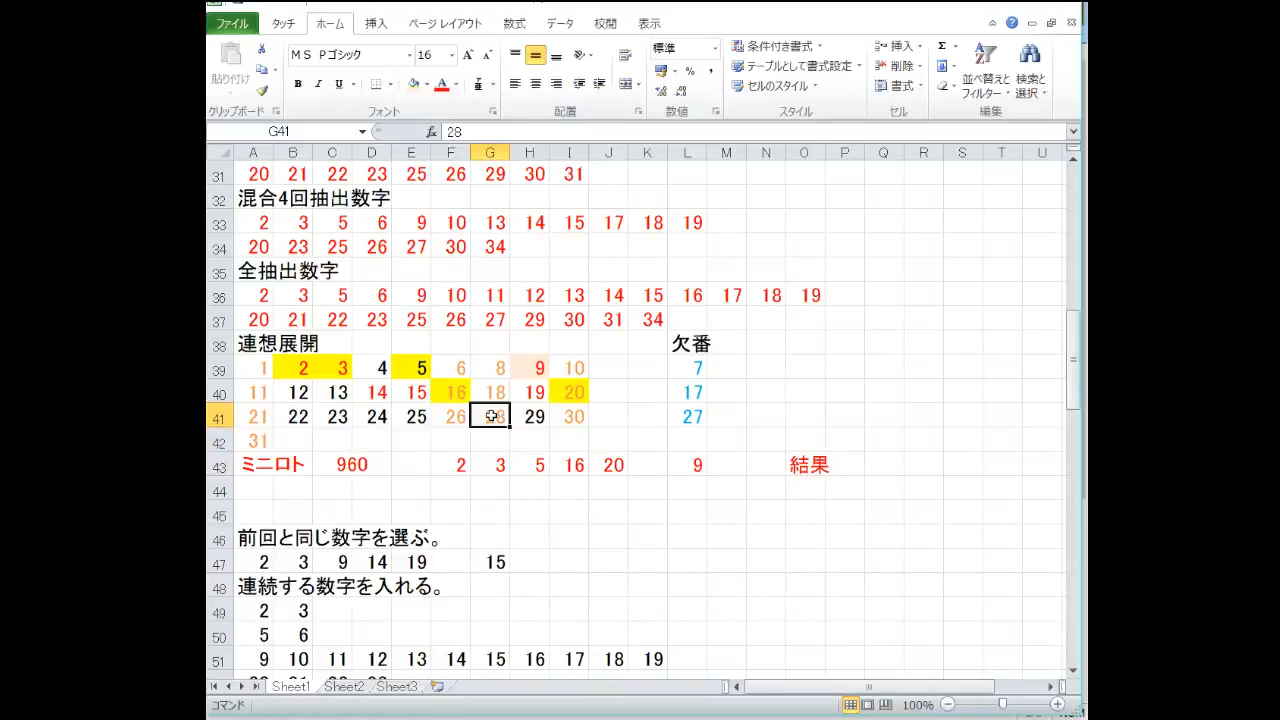 ファイル タッチ ホーム 挿入 ページ レイアウト 数式 データ 校閲 表示
ＭＳ Ｐゴシック 16 標準 条件付き書式 挿入 Σ
貼り付け テーブルとして書式設定 削除 並べ替えと 検索と
B I U A % , セルのスタイル 書式 フィルター 選択
クリップボード フォント 配置 数値 スタイル セル 編集
G41 fx 28
A B C D E F G H I J K L M N O P Q R S T U
31 20 21 22 23 25 26 29 30 31
32 混合4回抽出数字
33 2 3 5 6 9 10 13 14 15 17 18 19
34 20 23 25 26 27 30 34
35 全抽出数字
36 2 3 5 6 9 10 11 12 13 14 15 16 17 18 19
37 20 21 22 23 25 26 27 29 30 31 34
38 連想展開 欠番
39 1 2 3 4 5 6 8 9 10 7
40 11 12 13 14 15 16 18 19 20 17
41 21 22 23 24 25 26 28 29 30 27
42 31
43 ミニロト 960 2 3 5 16 20 9 結果
44
45
46 前回と同じ数字を選ぶ。
47 2 3 9 14 19 15
48 連続する数字を入れる。
49 2 3
50 5 6
51 9 10 11 12 13 14 15 16 17 18 19
Sheet1 Sheet2 Sheet3
コマンド 100%